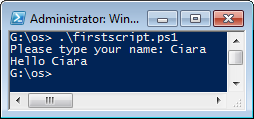 Administrator: Win...
G:\os> .\firstscript.ps1
Please type your name: Ciara
Hello Ciara
G:\os>